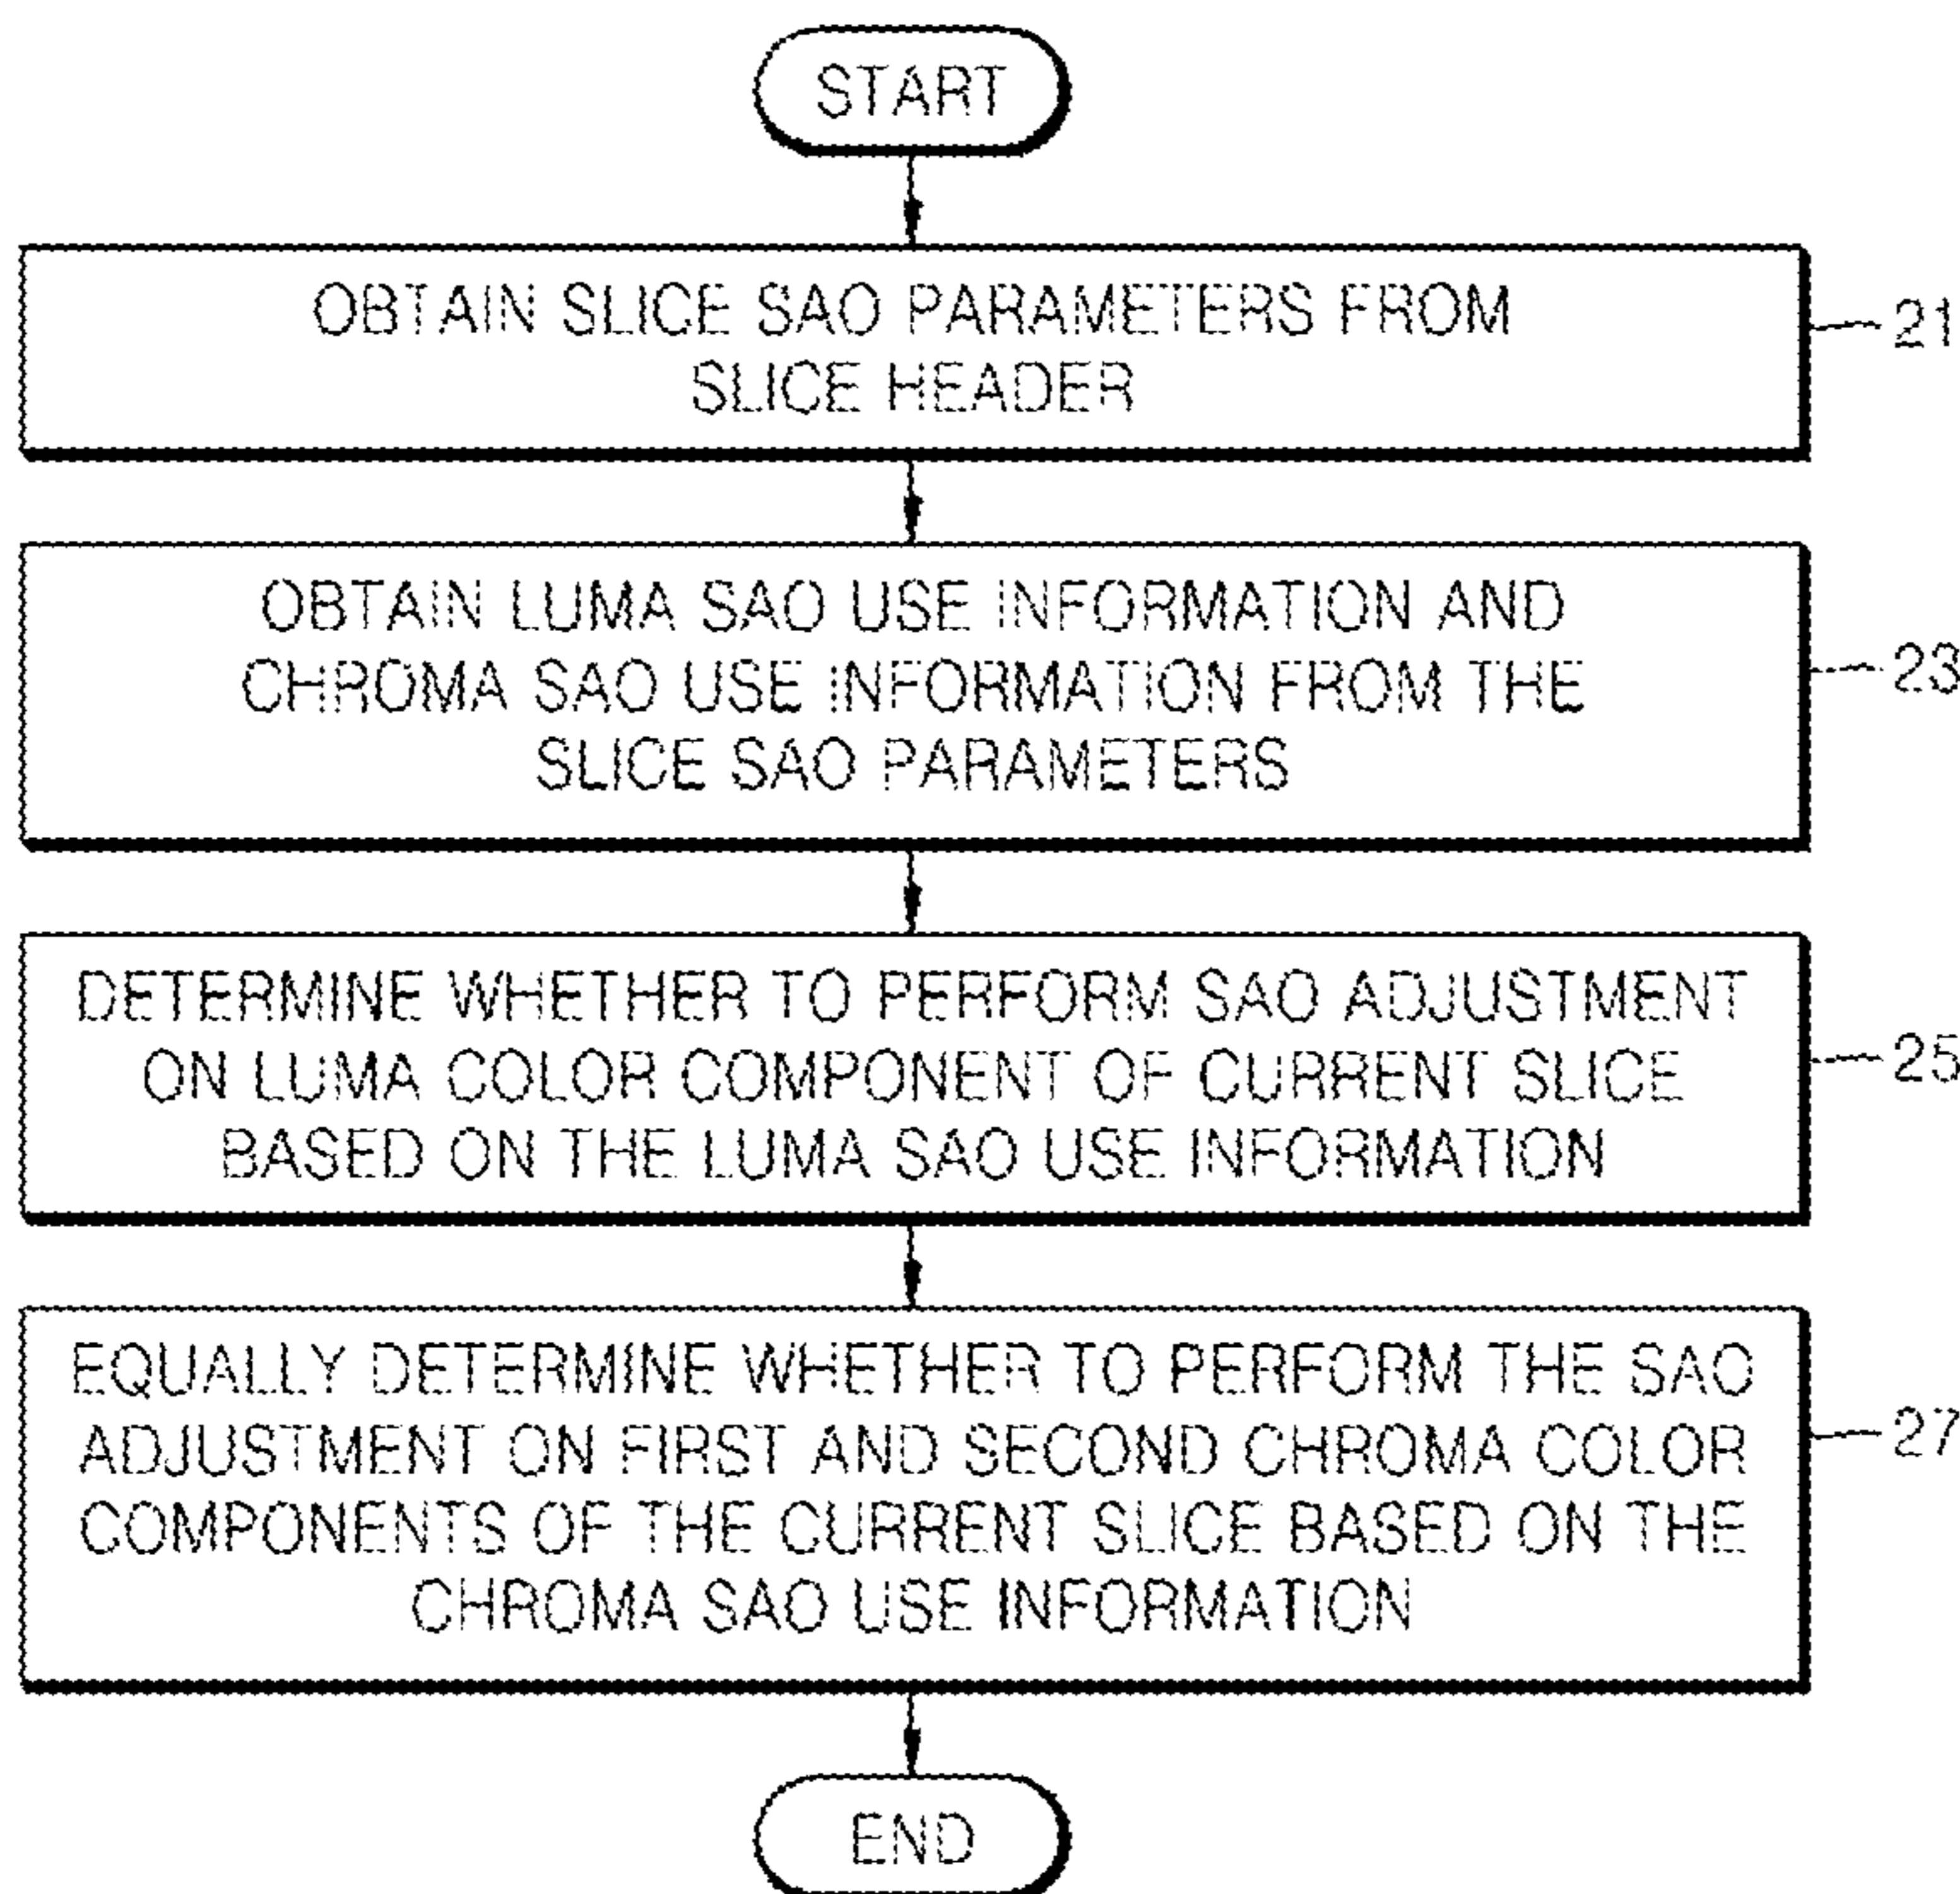 START
OBTAIN SLICE SAO PARAMETERS FROM
SLICE HEADER
21
OBTAIN LUMA SAO USE INFORMATION AND
CHROMA SAO USE INFORMATION FROM THE
SLICE SAO PARAMETERS
23
DETERMINE WHETHER TO PERFORM SAO ADJUSTMENT
ON LUMA COLOR COMPONENT OF CURRENT SLICE
BASED ON THE LUMA SAO USE INFORMATION
25
EQUALLY DETERMINE WHETHER TO PERFORM THE SAO
ADJUSTMENT ON FIRST AND SECOND CHROMA COLOR
COMPONENTS OF THE CURRENT SLICE BASED ON THE
CHROMA SAO USE INFORMATION
27
END